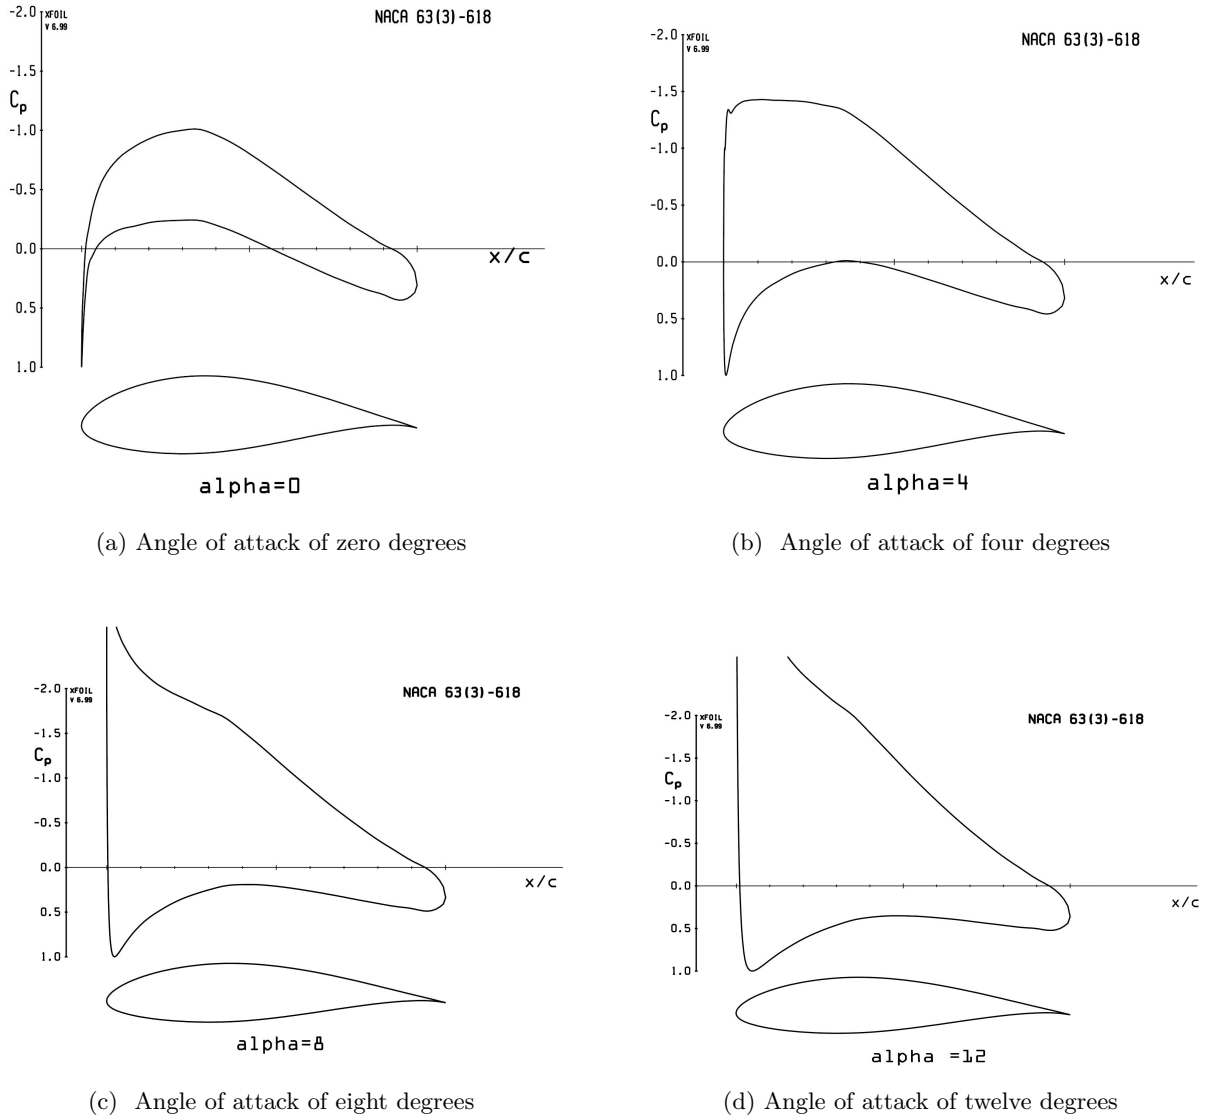 -2.0
XFOIL
V 6.99
NACA 63(3)-618
-1.5
Cp
-1.0
-0.5
0.0
x/c
0.5
1.0
alpha=0
(a) Angle of attack of zero degrees
-2.0
XFOIL
V 6.99
NACA 63(3)-618
-1.5
Cp
-1.0
-0.5
0.0
x/c
0.5
1.0
alpha=4
(b) Angle of attack of four degrees
-2.0
XFOIL
V 6.99
NACA 63(3)-618
-1.5
Cp
-1.0
-0.5
0.0
x/c
0.5
1.0
alpha=8
(c) Angle of attack of eight degrees
-2.0
XFOIL
V 6.99
NACA 63(3)-618
-1.5
Cp
-1.0
-0.5
0.0
x/c
0.5
1.0
alpha =12
(d) Angle of attack of twelve degrees